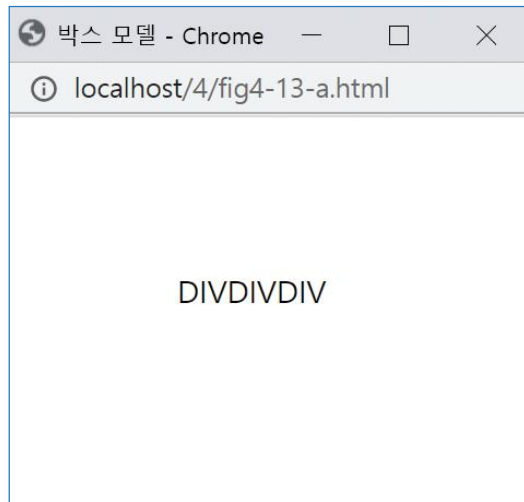 박스 모델 - Chrome
localhost/4/fig4-13-a.html
DIVDIVDIV